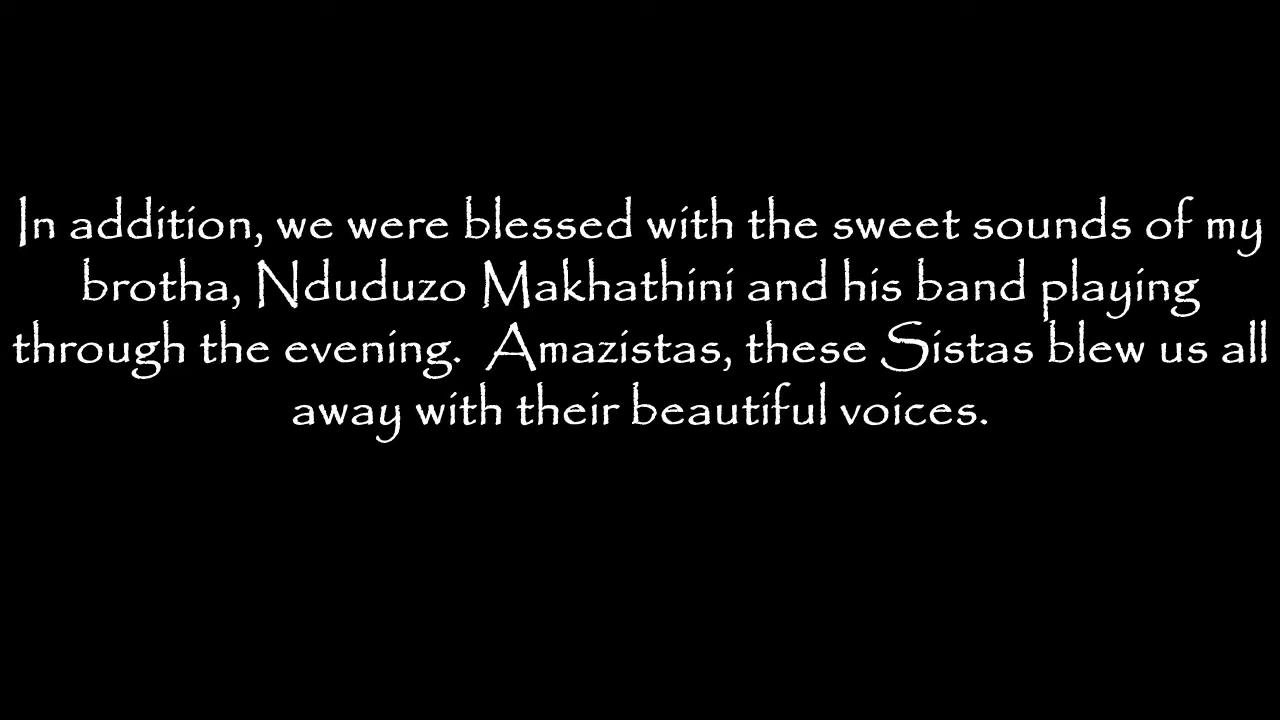 In addition, we were blessed with the sweet sounds of my
brotha, Nduduzo Makhathini and his band playing
through the evening.  Amazistas, these Sistas blew us all
away with their beautiful voices.